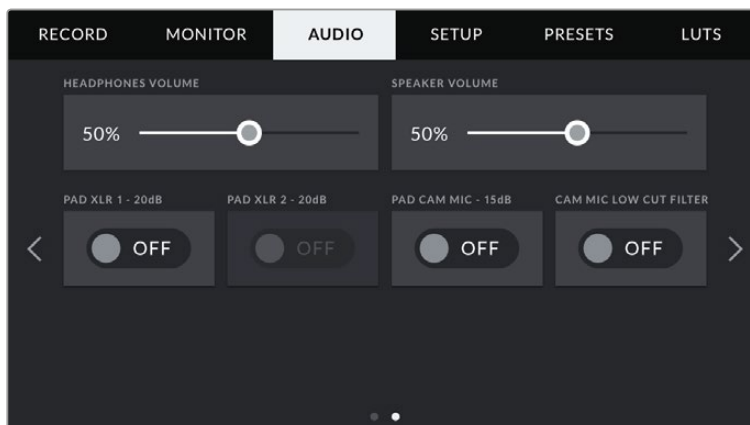 RECORD MONITOR AUDIO SETUP PRESETS LUTS
HEADPHONES VOLUME SPEAKER VOLUME
50% 50%
PAD XLR 1 - 20dB PAD XLR 2 - 20dB PAD CAM MIC - 15dB CAM MIC LOW CUT FILTER
OFF OFF OFF OFF